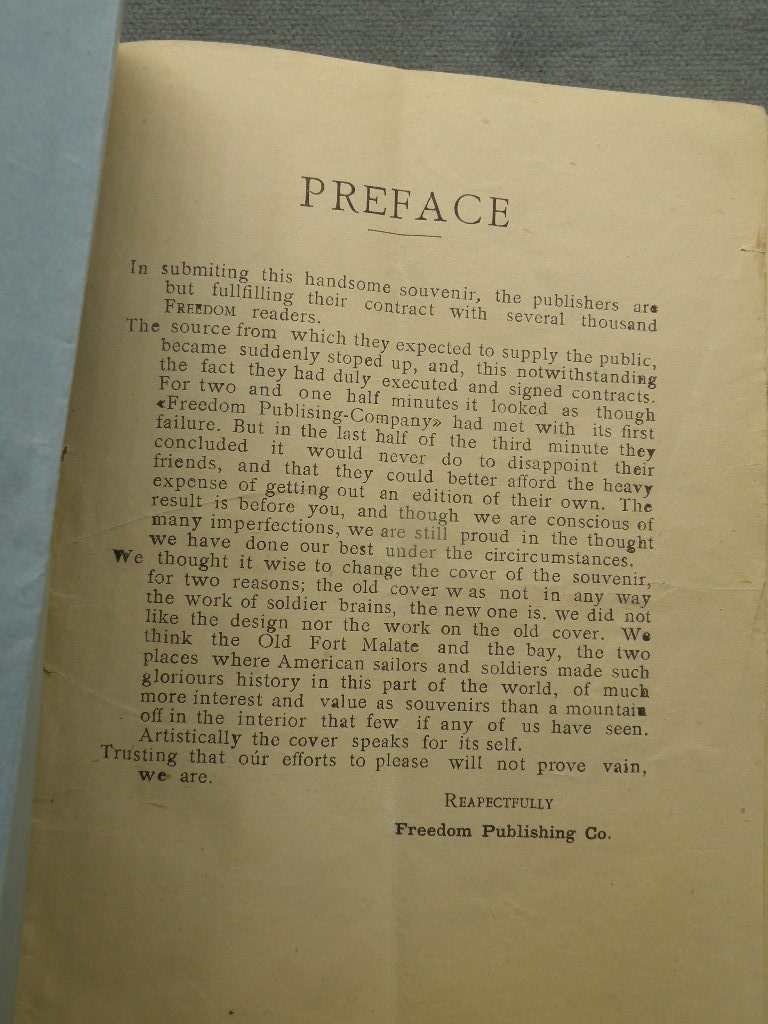 PREFACE
In submiting this handsome souvenir, the publishers are
but fullfilling their contract with several thousand
FREEDOM readers.
The source from which they expected to supply the public,
became suddenly stoped up, and, this notwithstanding
the fact they had duly executed and signed contracts.
For two and one half minutes it looked as though
«Freedom Publising-Company» had met with its first
failure. But in the last half of the third minute they
concluded it would never do to disappoint their
friends, and that they could better afford the heavy
expense of getting out an edition of their own. The
result is before you, and though we are conscious of
many imperfections, we are still proud in the thought
we have done our best under the circircumstances.
We thought it wise to change the cover of the souvenir,
for two reasons; the old cover was not in any way
the work of soldier brains, the new one is. we did not
like the design nor the work on the old cover. We
think the Old Fort Malate and the bay, the two
places where American sailors and soldiers made such
gloriours history in this part of the world, of much
more interest and value as souvenirs than a mountain
off in the interior that few if any of us have seen.
Artistically the cover speaks for its self.
Trusting that oúr efforts to please will not prove vain,
we are.
REAPECTFULLY
Freedom Publishing Co.